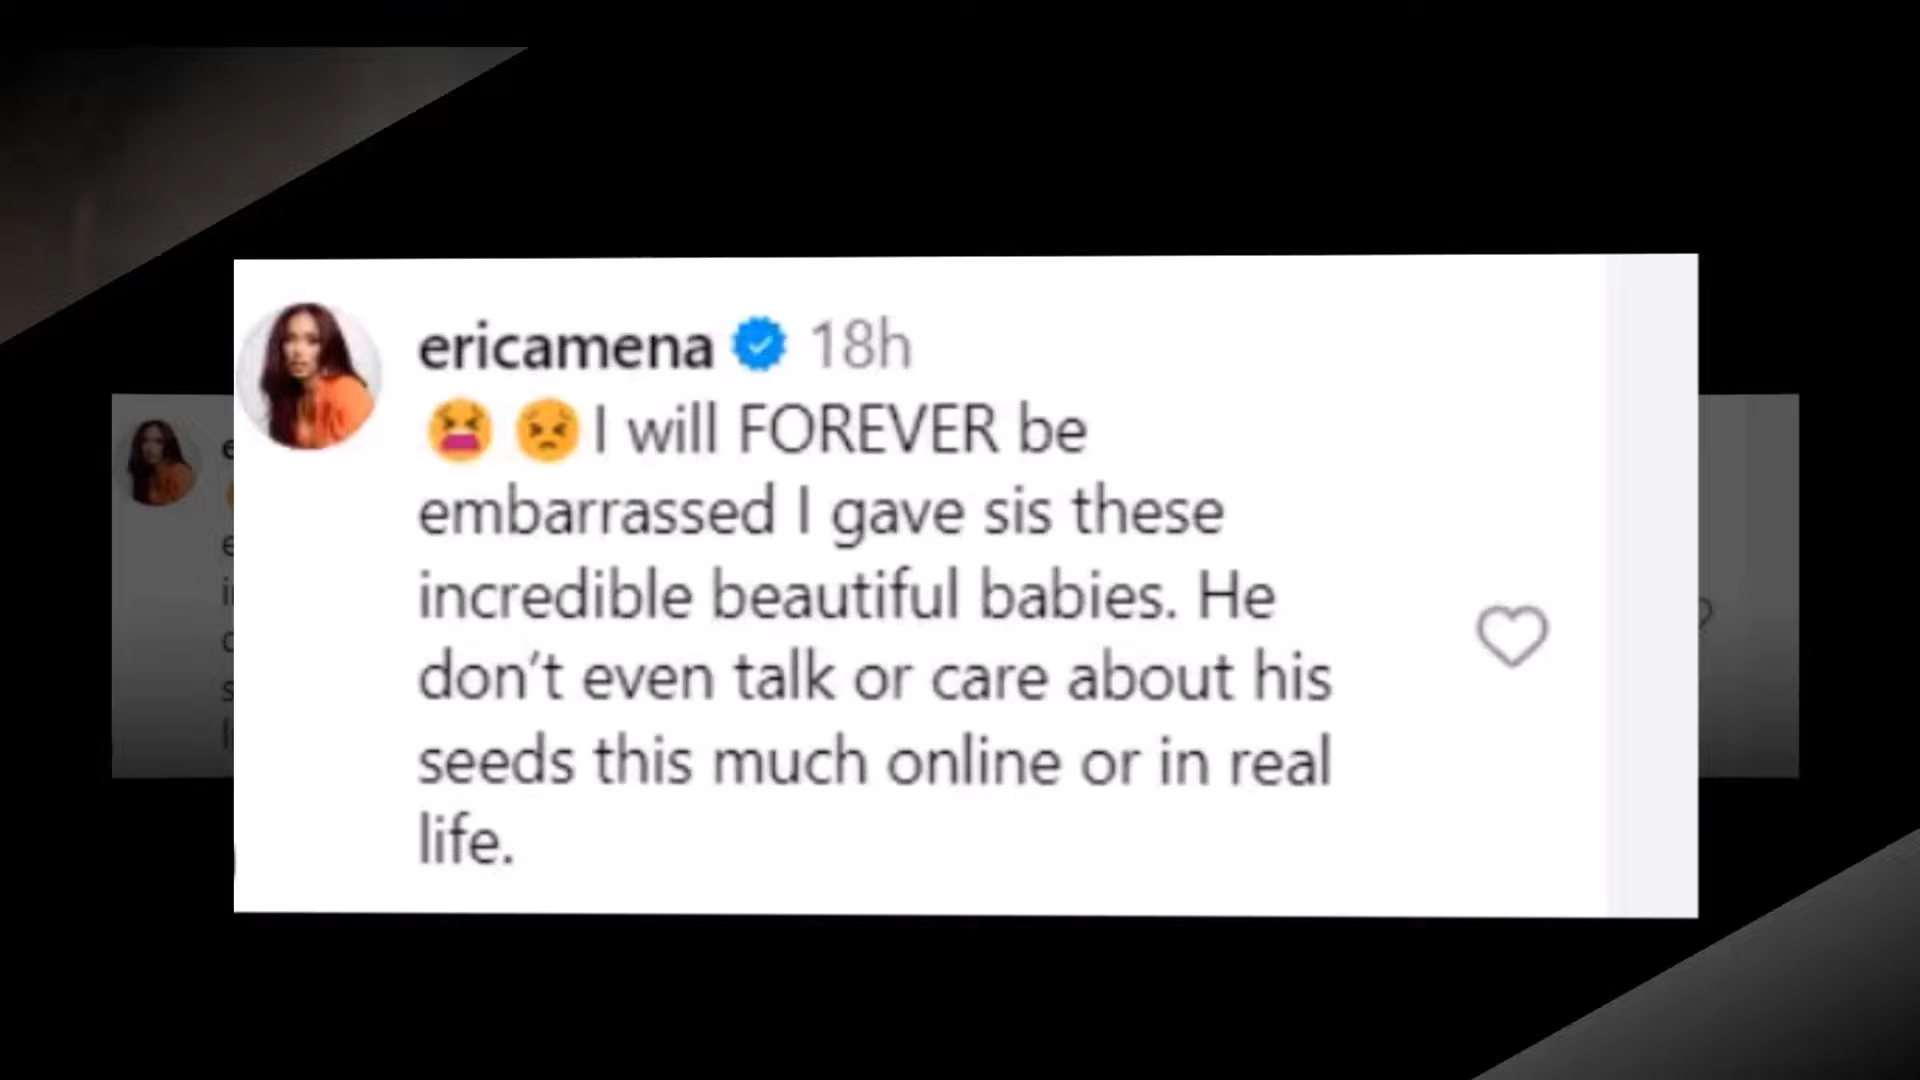 ericamena 18h
😫 😣 I will FOREVER be
embarrassed I gave sis these
incredible beautiful babies. He
don't even talk or care about his
seeds this much online or in real
life.